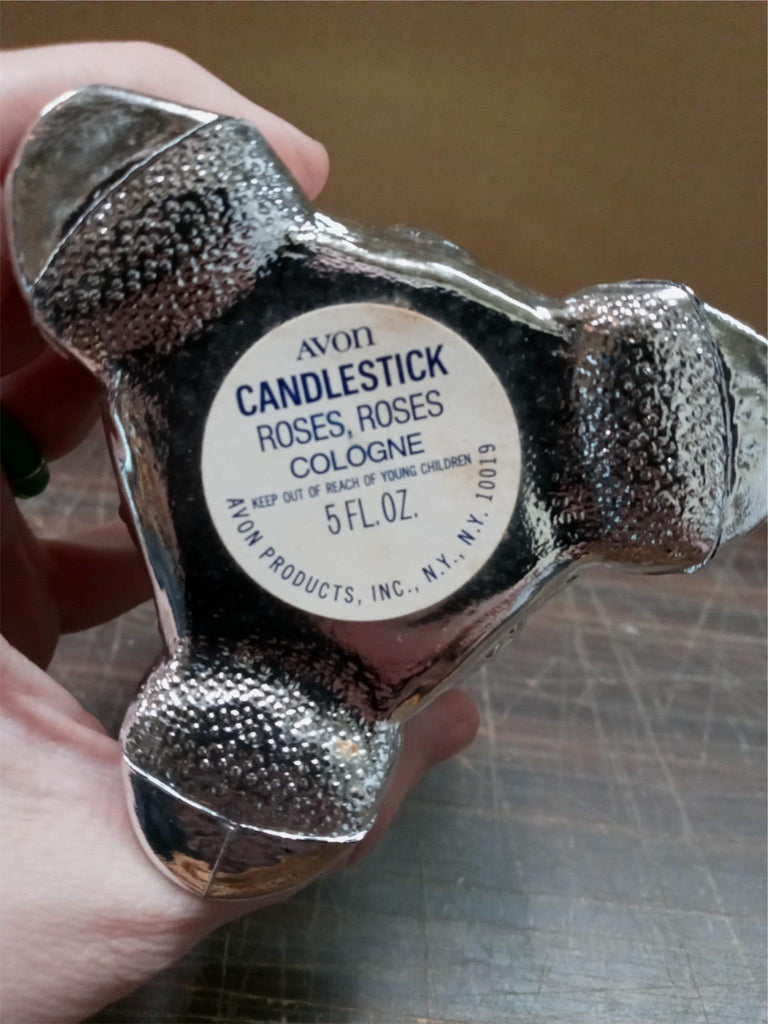 AVON
CANDLESTICK
ROSES, ROSES
COLOGNE
KEEP OUT OF REACH OF YOUNG CHILDREN
5 FL. OZ.
AVON PRODUCTS, INC., N.Y., N.Y. 10019